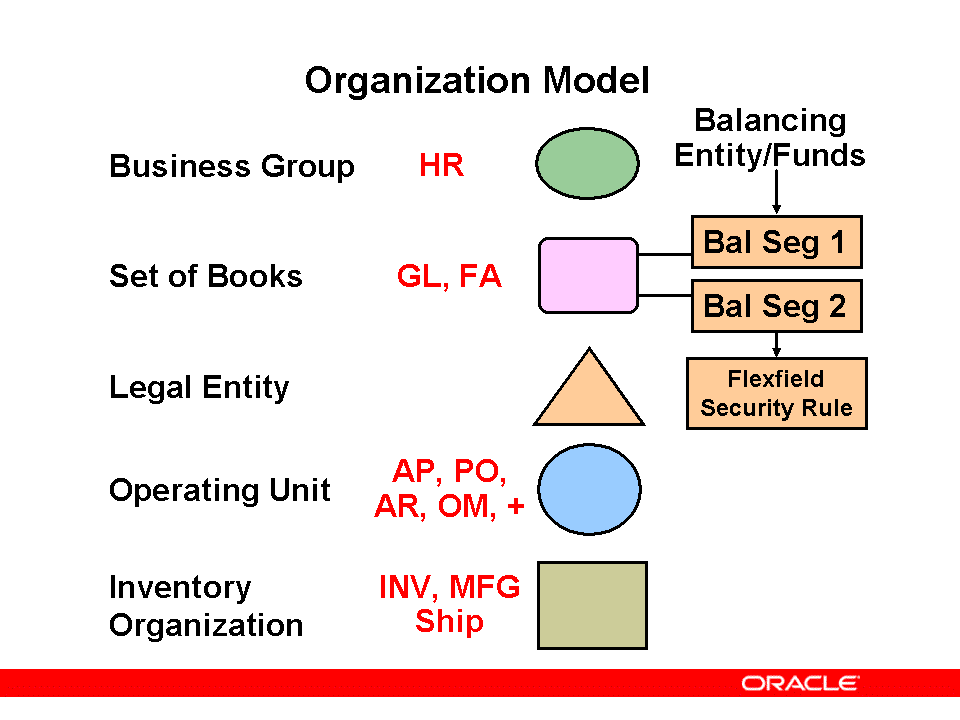 Organization Model
Balancing
Entity/Funds
Business Group
HR
Bal Seg 1
Set of Books
GL, FA
Bal Seg 2
Legal Entity
Flexfield
Security Rule
Operating Unit
AP, PO,
AR, OM, +
Inventory
Organization
INV, MFG
Ship
ORACLE